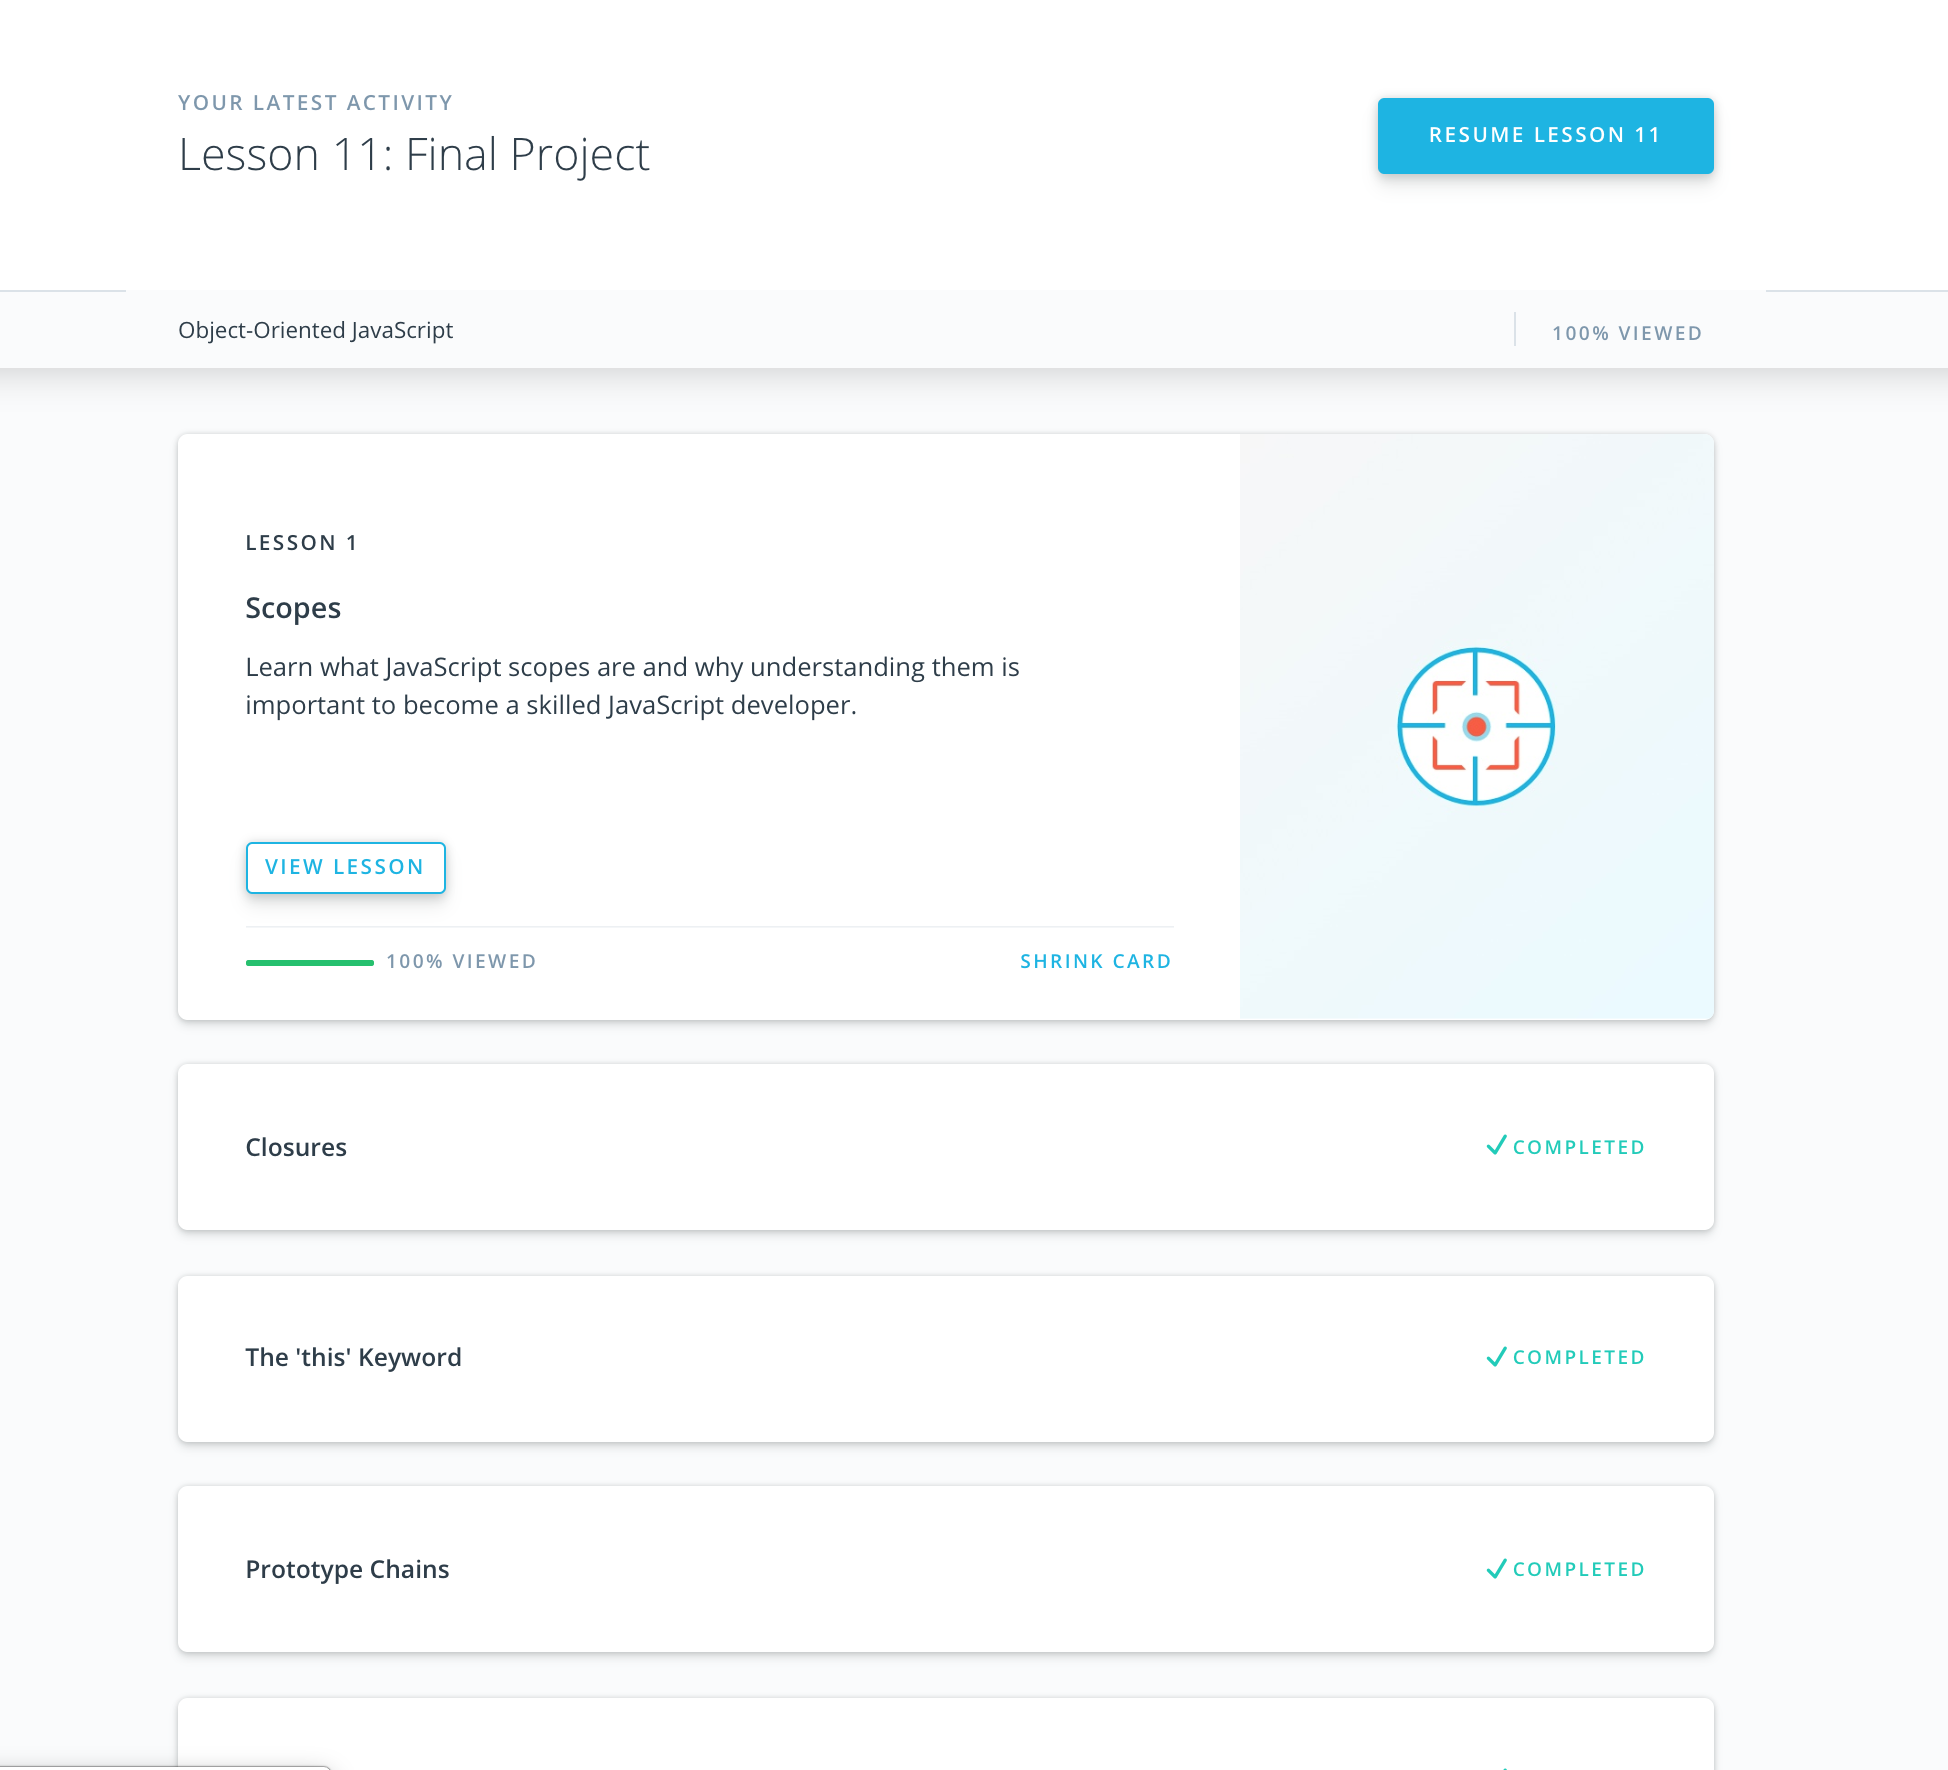 YOUR LATEST ACTIVITY
Lesson 11: Final Project
RESUME LESSON 11
Object-Oriented JavaScript
100% VIEWED
LESSON 1
Scopes
Learn what JavaScript scopes are and why understanding them is
important to become a skilled JavaScript developer.
VIEW LESSON
100% VIEWED
SHRINK CARD
Closures
COMPLETED
The 'this' Keyword
COMPLETED
Prototype Chains
COMPLETED